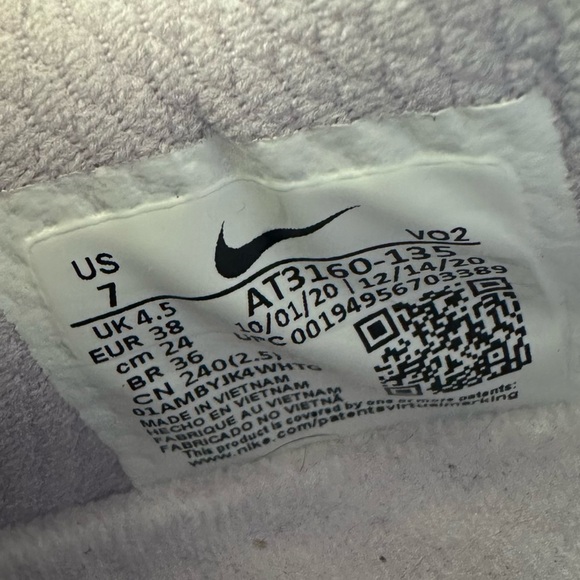 US
7
UK 4.5
EUR 38
cm 24
BR 36
CN 240(2.5)
VO2
AT3160-135
10/01/20 | 12/14/20
UPC 00194956703389
01AMBYJK4WHTG
MADE IN VIETNAM
HECHO EN VIETNAM
FABRIQUE AU VIETNAM
FABRICADO NO VIETNÃ
This product is covered by one or more patents:
www.nike.com/patentsvirtualmarking